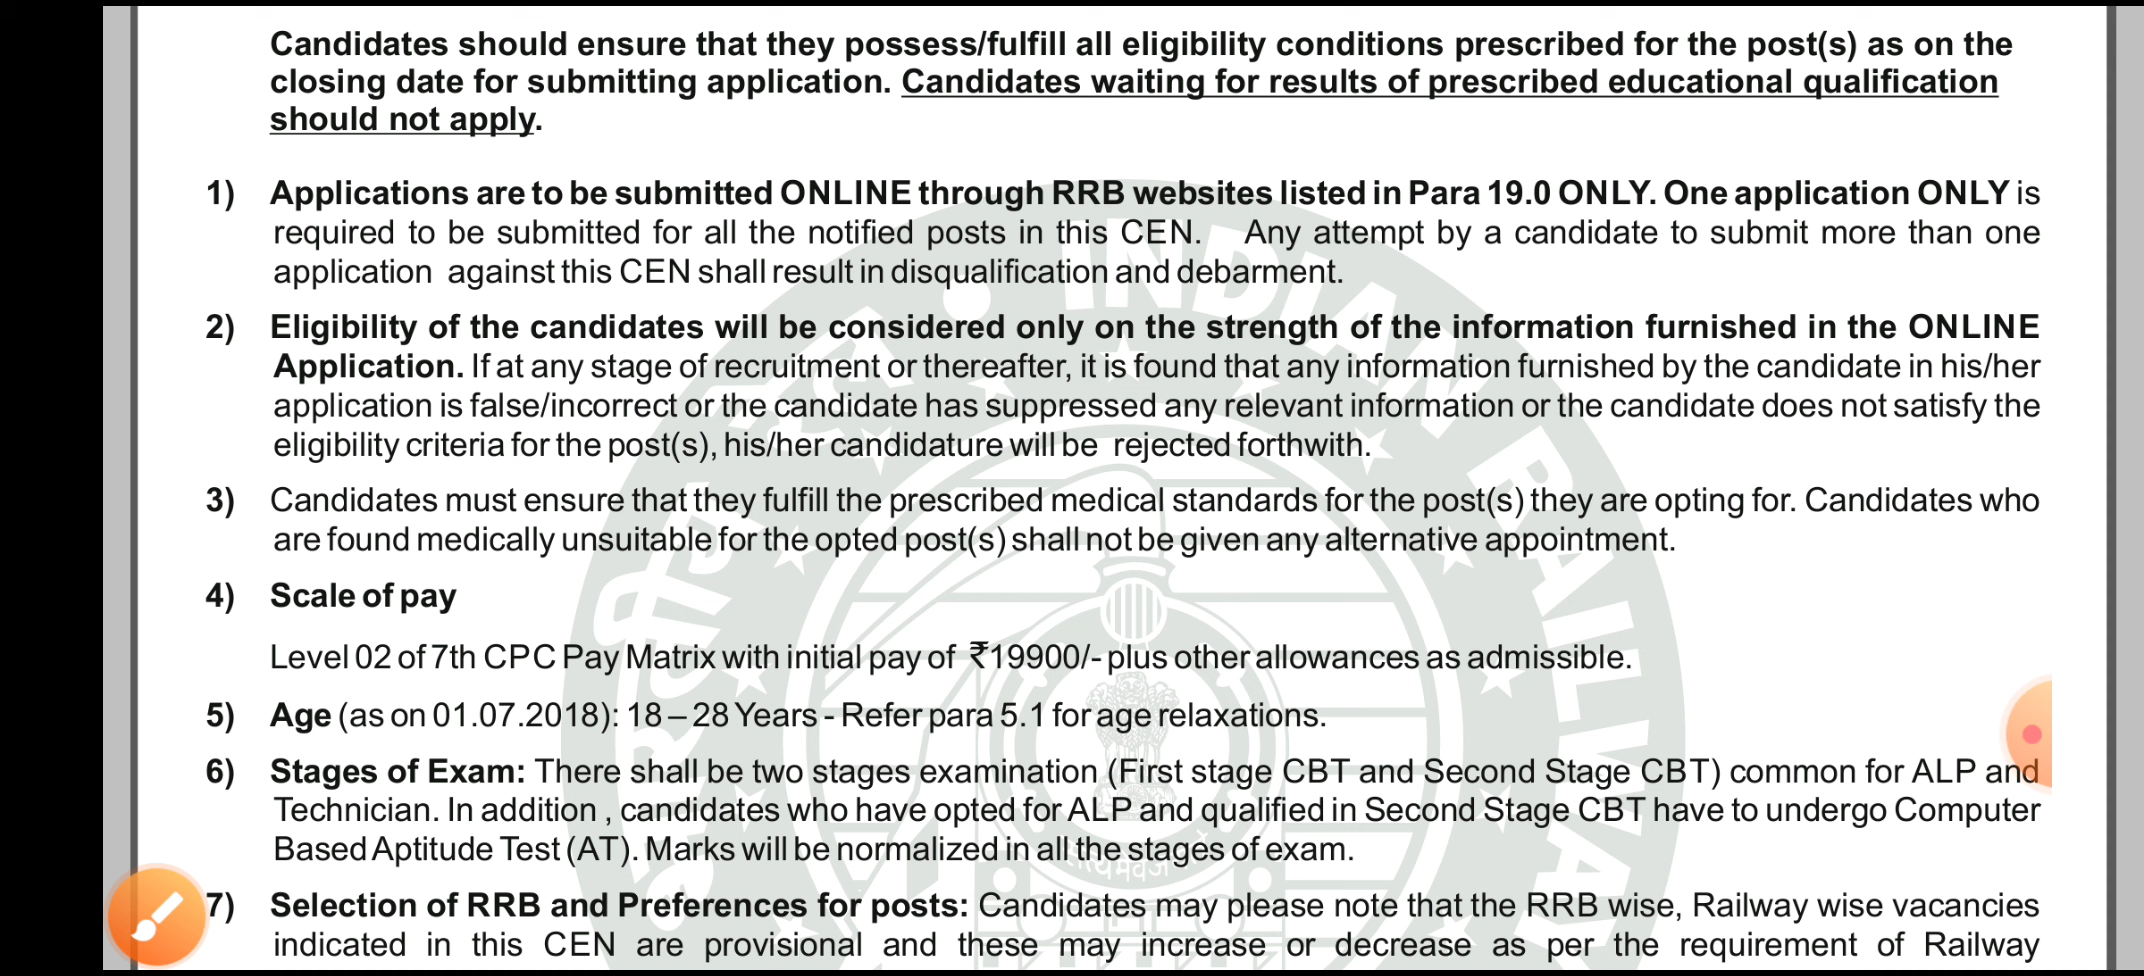 Candidates should ensure that they possess/fulfill all eligibility conditions prescribed for the post(s) as on the
closing date for submitting application. Candidates waiting for results of prescribed educational qualification
should not apply.
1) Applications are to be submitted ONLINE through RRB websites listed in Para 19.0 ONLY. One application ONLY is
required to be submitted for all the notified posts in this CEN. Any attempt by a candidate to submit more than one
application against this CEN shall result in disqualification and debarment.
2) Eligibility of the candidates will be considered only on the strength of the information furnished in the ONLINE
Application. If at any stage of recruitment or thereafter, it is found that any information furnished by the candidate in his/her
application is false/incorrect or the candidate has suppressed any relevant information or the candidate does not satisfy the
eligibility criteria for the post(s), his/her candidature will be rejected forthwith.
3) Candidates must ensure that they fulfill the prescribed medical standards for the post(s) they are opting for. Candidates who
are found medically unsuitable for the opted post(s) shall not be given any alternative appointment.
4) Scale of pay
Level 02 of 7th CPC Pay Matrix with initial pay of ₹19900/- plus other allowances as admissible.
5) Age (as on 01.07.2018): 18 – 28 Years - Refer para 5.1 for age relaxations.
6) Stages of Exam: There shall be two stages examination (First stage CBT and Second Stage CBT) common for ALP and
Technician. In addition , candidates who have opted for ALP and qualified in Second Stage CBT have to undergo Computer
Based Aptitude Test (AT). Marks will be normalized in all the stages of exam.
7) Selection of RRB and Preferences for posts: Candidates may please note that the RRB wise, Railway wise vacancies
indicated in this CEN are provisional and these may increase or decrease as per the requirement of Railway
INDIAN RAILWAY